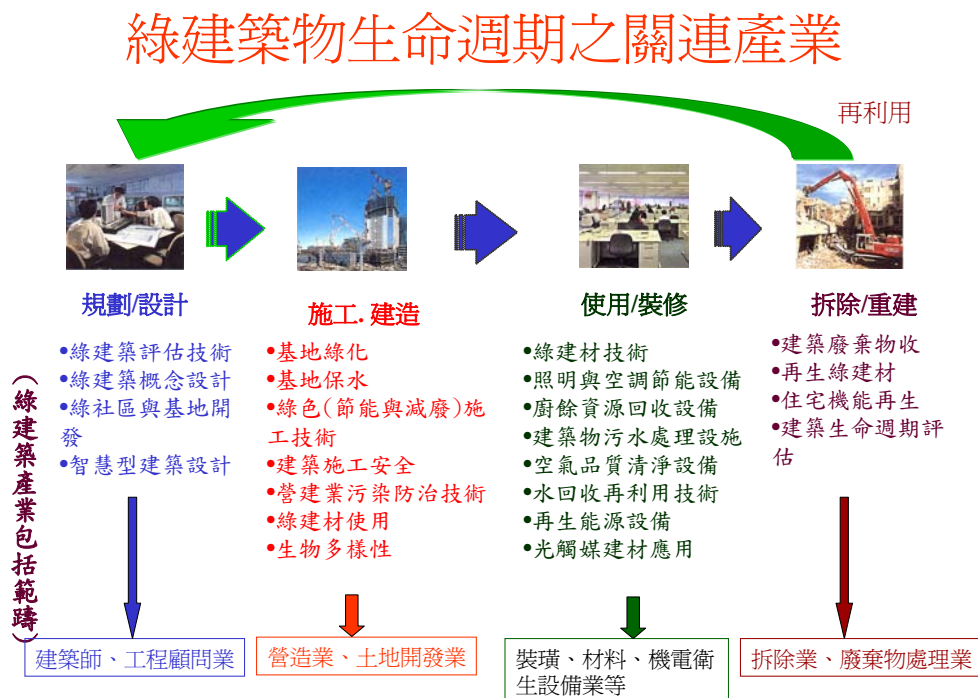 綠建築物生命週期之關連產業
再利用
規劃/設計
•綠建築評估技術
•綠建築概念設計
•綠社區與基地開
發
•智慧型建築設計
施工. 建造
•基地綠化
•基地保水
•綠色(節能與減廢)施
工技術
•建築施工安全
•營建業污染防治技術
•綠建材使用
•生物多樣性
使用/裝修
•綠建材技術
•照明與空調節能設備
•廚餘資源回收設備
•建築物污水處理設施
•空氣品質清淨設備
•水回收再利用技術
•再生能源設備
•光觸媒建材應用
拆除/重建
•建築廢棄物收
•再生綠建材
•住宅機能再生
•建築生命週期評
估
(綠建築產業包括範疇)
建築師、工程顧問業
營造業、土地開發業
裝璜、材料、機電衛
生設備業等
拆除業、廢棄物處理業